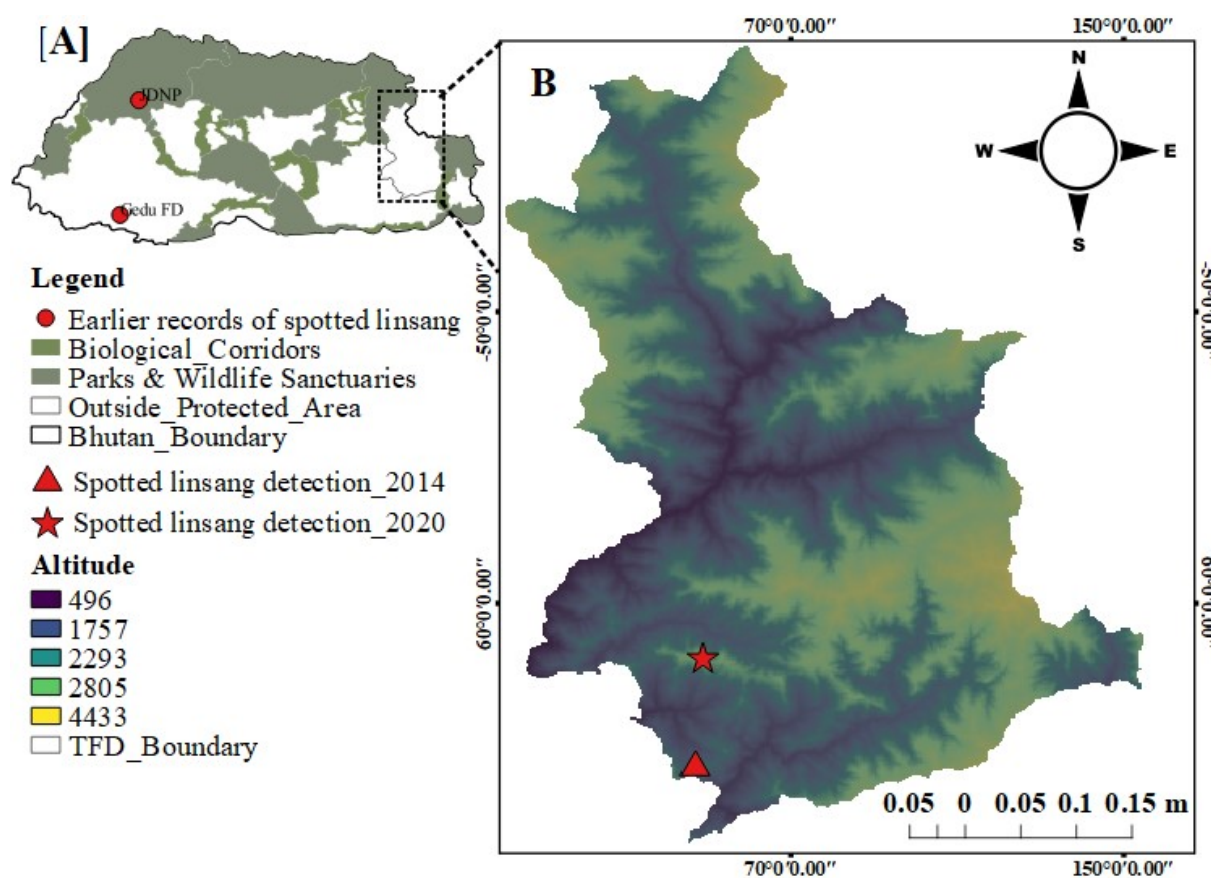 [A]
JDNP
Gedu FD
Legend
Earlier records of spotted linsang
Biological_Corridors
Parks & Wildlife Sanctuaries
Outside_Protected_Area
Bhutan_Boundary
Spotted linsang detection_2014
Spotted linsang detection_2020
Altitude
496
1757
2293
2805
4433
TFD_Boundary
70°0'0.00" 150°0'0.00"
B
N
W E
S
-50°0'0.00" -50°0'0.00"
60°0'0.00" 60°0'0.00"
0.05 0 0.05 0.1 0.15 m
70°0'0.00" 150°0'0.00"